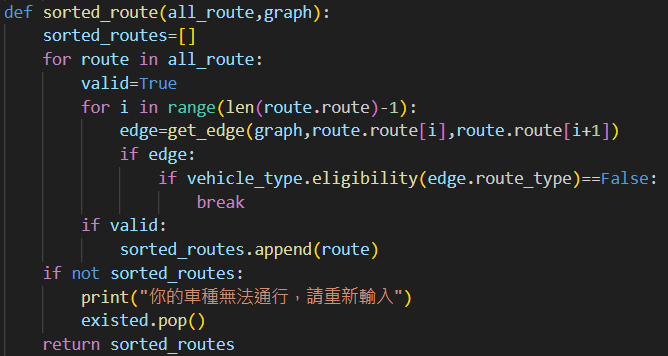 def sorted_route(all_route,graph):
    sorted_routes=[]
    for route in all_route:
        valid=True
        for i in range(len(route.route)-1):
            edge=get_edge(graph,route.route[i],route.route[i+1])
            if edge:
                if vehicle_type.eligibility(edge.route_type)==False:
                    break
        if valid:
            sorted_routes.append(route)
    if not sorted_routes:
        print("你的車種無法通行，請重新輸入")
        existed.pop()
    return sorted_routes